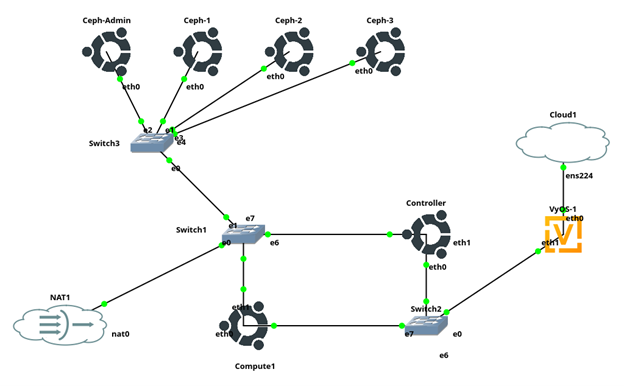 Ceph-Admin
Ceph-1
Ceph-2
Ceph-3
eth0
eth0
eth0
eth0
Cloud1
Switch3
e2
e1
e3
e4
e0
ens224
Controller
VyOS-1
eth0
Switch1
e7
e1
e0
e6
eth1
eth1
eth0
NAT1
nat0
eth1
eth0
Switch2
e7
e0
e6
Compute1